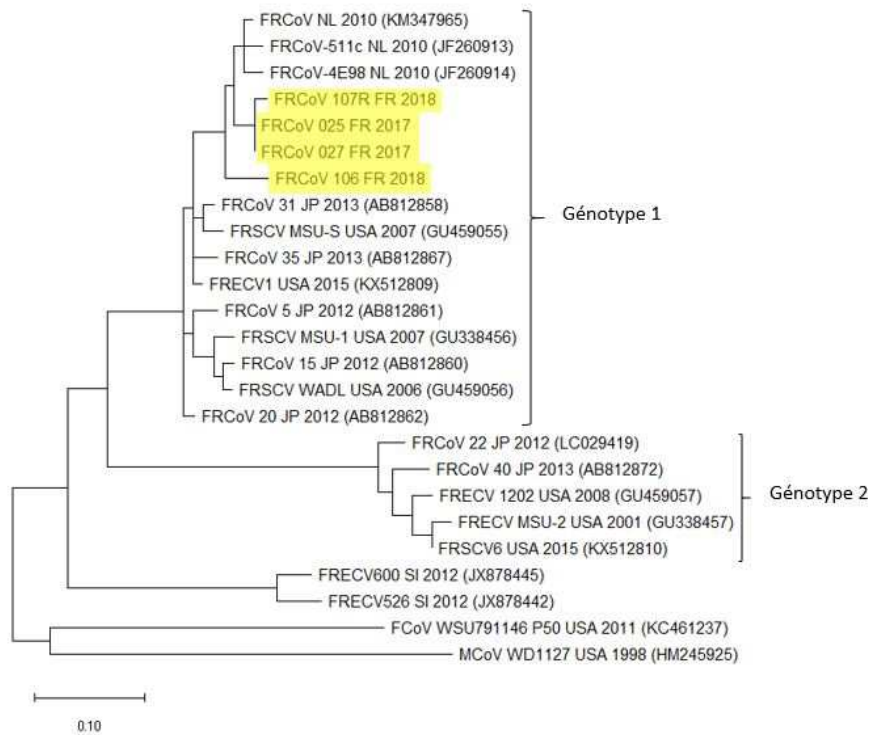 FRCoV NL 2010 (KM347965)
FRCoV-511c NL 2010 (JF260913)
FRCoV-4E98 NL 2010 (JF260914)
FRCoV 107R FR 2018
FRCoV 025 FR 2017
FRCoV 027 FR 2017
FRCoV 106 FR 2018
FRCoV 31 JP 2013 (AB812858)
Génotype 1
FRSCV MSU-S USA 2007 (GU459055)
FRCoV 35 JP 2013 (AB812867)
FRECV1 USA 2015 (KX512809)
FRCoV 5 JP 2012 (AB812861)
FRSCV MSU-1 USA 2007 (GU338456)
FRCoV 15 JP 2012 (AB812860)
FRSCV WADL USA 2006 (GU459056)
FRCoV 20 JP 2012 (AB812862)
FRCoV 22 JP 2012 (LC029419)
FRCoV 40 JP 2013 (AB812872)
FRECV 1202 USA 2008 (GU459057)
Génotype 2
FRECV MSU-2 USA 2001 (GU338457)
FRSCV6 USA 2015 (KX512810)
FRECV600 SI 2012 (JX878445)
FRECV526 SI 2012 (JX878442)
FCoV WSU791146 P50 USA 2011 (KC461237)
MCoV WD1127 USA 1998 (HM245925)
0.10